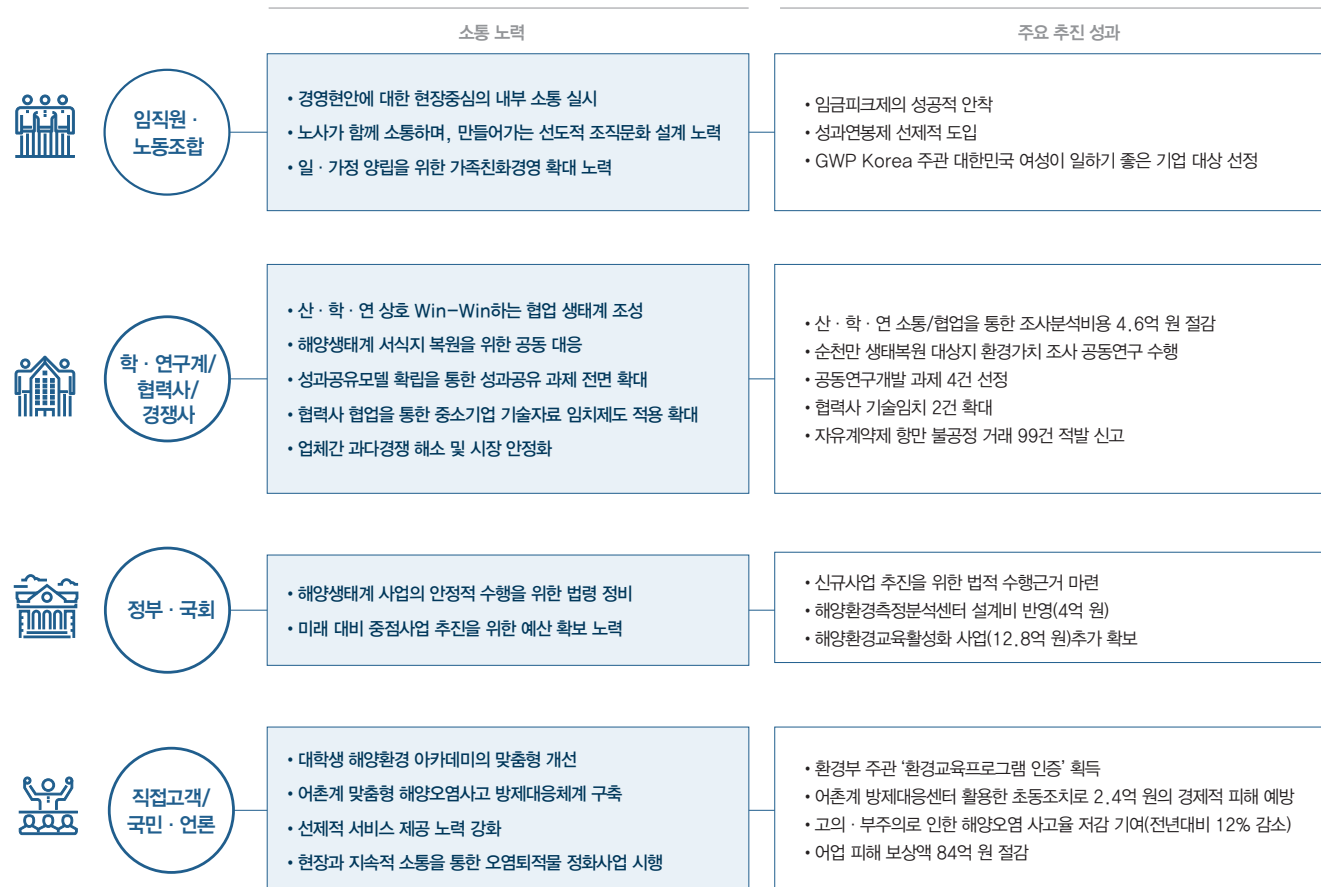 소통 노력
주요 추진 성과
임직원 ·
노동조합
• 경영현안에 대한 현장중심의 내부 소통 실시
• 노사가 함께 소통하며, 만들어가는 선도적 조직문화 설계 노력
• 일 · 가정 양립을 위한 가족친화경영 확대 노력
• 임금피크제의 성공적 안착
• 성과연봉제 선제적 도입
• GWP Korea 주관 대한민국 여성이 일하기 좋은 기업 대상 선정
학 · 연구계/
협력사/
경쟁사
• 산 · 학 · 연 상호 Win-Win하는 협업 생태계 조성
• 해양생태계 서식지 복원을 위한 공동 대응
• 성과공유모델 확립을 통한 성과공유 과제 전면 확대
• 협력사 협업을 통한 중소기업 기술자료 임치제도 적용 확대
• 업체간 과다경쟁 해소 및 시장 안정화
• 산 · 학 · 연 소통/협업을 통한 조사분석비용 4.6억 원 절감
• 순천만 생태복원 대상지 환경가치 조사 공동연구 수행
• 공동연구개발 과제 4건 선정
• 협력사 기술임치 2건 확대
• 자유계약제 항만 불공정 거래 99건 적발 신고
정부 · 국회
• 해양생태계 사업의 안정적 수행을 위한 법령 정비
• 미래 대비 중점사업 추진을 위한 예산 확보 노력
• 신규사업 추진을 위한 법적 수행근거 마련
• 해양환경측정분석센터 설계비 반영(4억 원)
• 해양환경교육활성화 사업(12.8억 원)추가 확보
직접고객/
국민 · 언론
• 대학생 해양환경 아카데미의 맞춤형 개선
• 어촌계 맞춤형 해양오염사고 방제대응체계 구축
• 선제적 서비스 제공 노력 강화
• 현장과 지속적 소통을 통한 오염퇴적물 정화사업 시행
• 환경부 주관 ‘환경교육프로그램 인증’ 획득
• 어촌계 방제대응센터 활용한 초동조치로 2.4억 원의 경제적 피해 예방
• 고의 · 부주의로 인한 해양오염 사고율 저감 기여(전년대비 12% 감소)
• 어업 피해 보상액 84억 원 절감